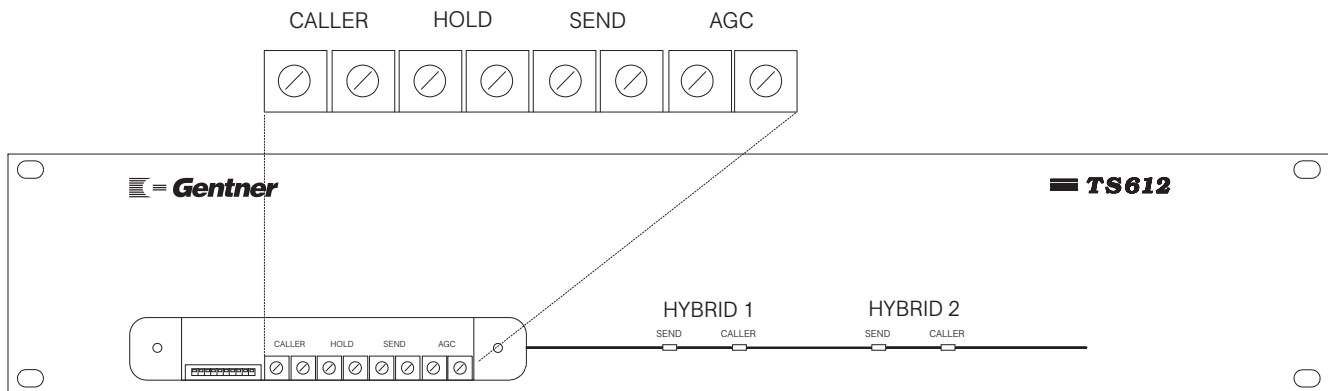 CALLER HOLD SEND AGC
Gentner TS612
HYBRID 1 HYBRID 2
SEND CALLER SEND CALLER
CALLER HOLD SEND AGC